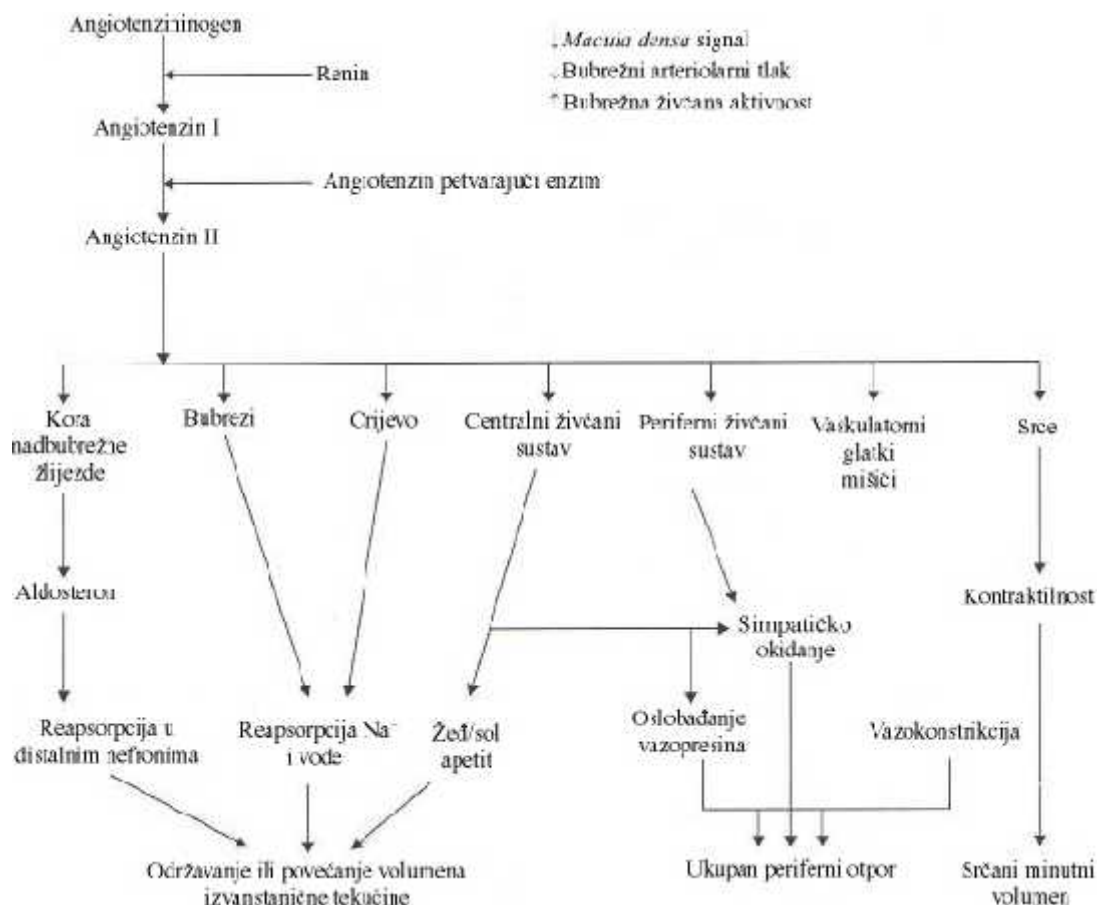 Angiotenzininogen
↓ Macula densa signal
↓ Bubrežni arteriolarni tlak
↑ Bubrežna živčana aktivnost
Renin
Angiotenzin I
Angiotenzin petvarajući enzim
Angiotenzin II
Kora
nadbubrežne
žlijezde
Bubrezi
Crijevo
Centralni živčani
sustav
Periferni živčani
sustav
Vaskulatorni
glatki
mišići
Srce
Aldosteron
Simpatičko
okidanje
Kontraktilnost
Reapsorpcija u
distalnim nefronima
Reapsorpcija Na
i vode
Žeđ/sol
apetit
Oslobađanje
vazopresina
Vazokonstrikcija
Održavanje ili povećanje volumena
izvanstanične tekućine
Ukupan periferni otpor
Srčani minutni
volumen